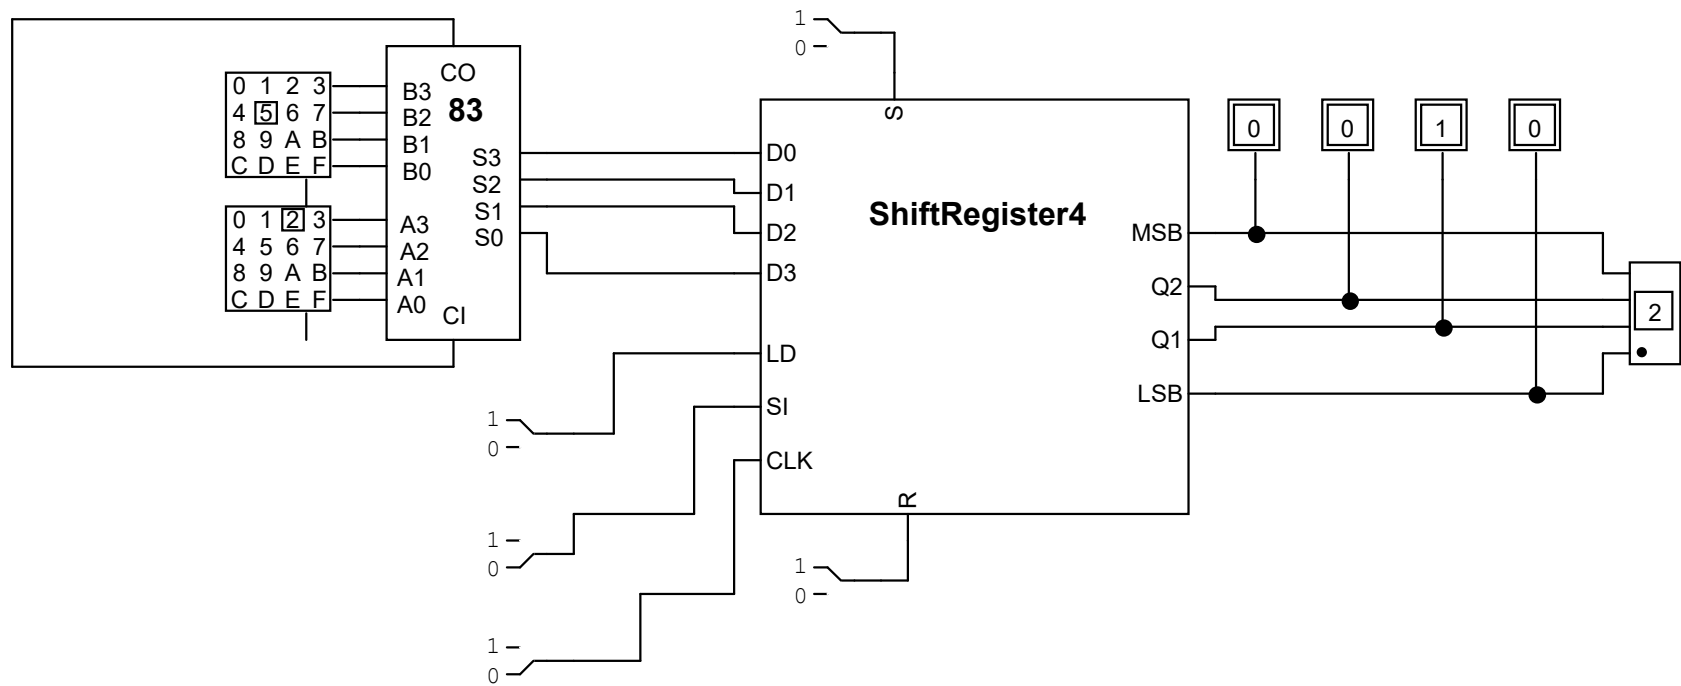 CO
83
B3
B2
B1
B0
A3
A2
A1
A0
CI
S3
S2
S1
S0
0 1 2 3
4 5 6 7
8 9 A B
C D E F
0 1 2 3
4 5 6 7
8 9 A B
C D E F
1
0
S
D0
D1
D2
D3
LD
SI
CLK
R
ShiftRegister4
MSB
Q2
Q1
LSB
1
0
1
0
1
0
1
0
0 0 1 0
2